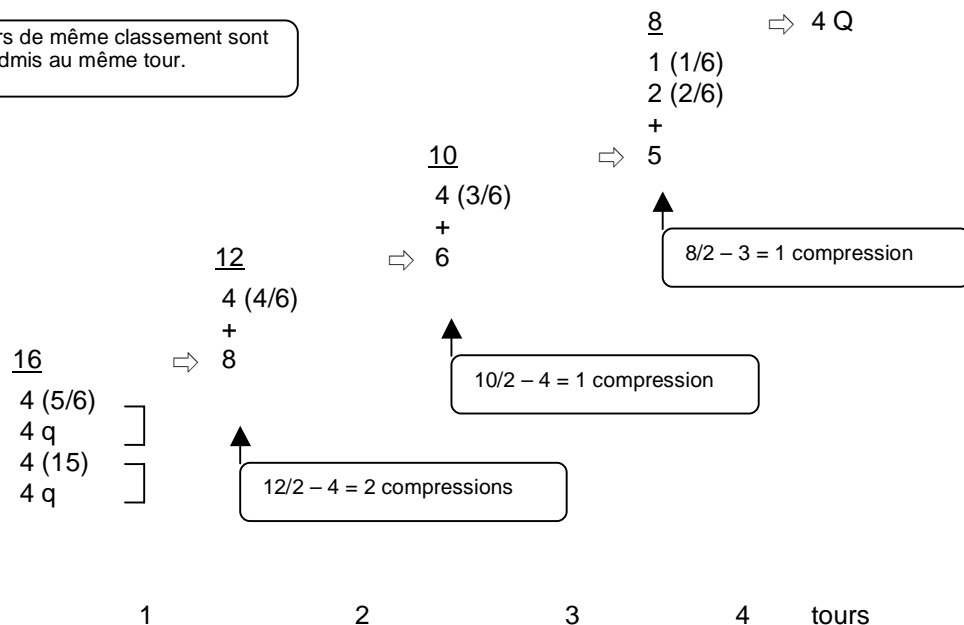 rs de même classement sont
dmis au même tour.
8
4 Q
1 (1/6)
2 (2/6)
+
5
10
4 (3/6)
+
6
8/2 – 3 = 1 compression
12
4 (4/6)
+
8
10/2 – 4 = 1 compression
16
4 (5/6)
4 q
4 (15)
4 q
12/2 – 4 = 2 compressions
1 2 3 4 tours